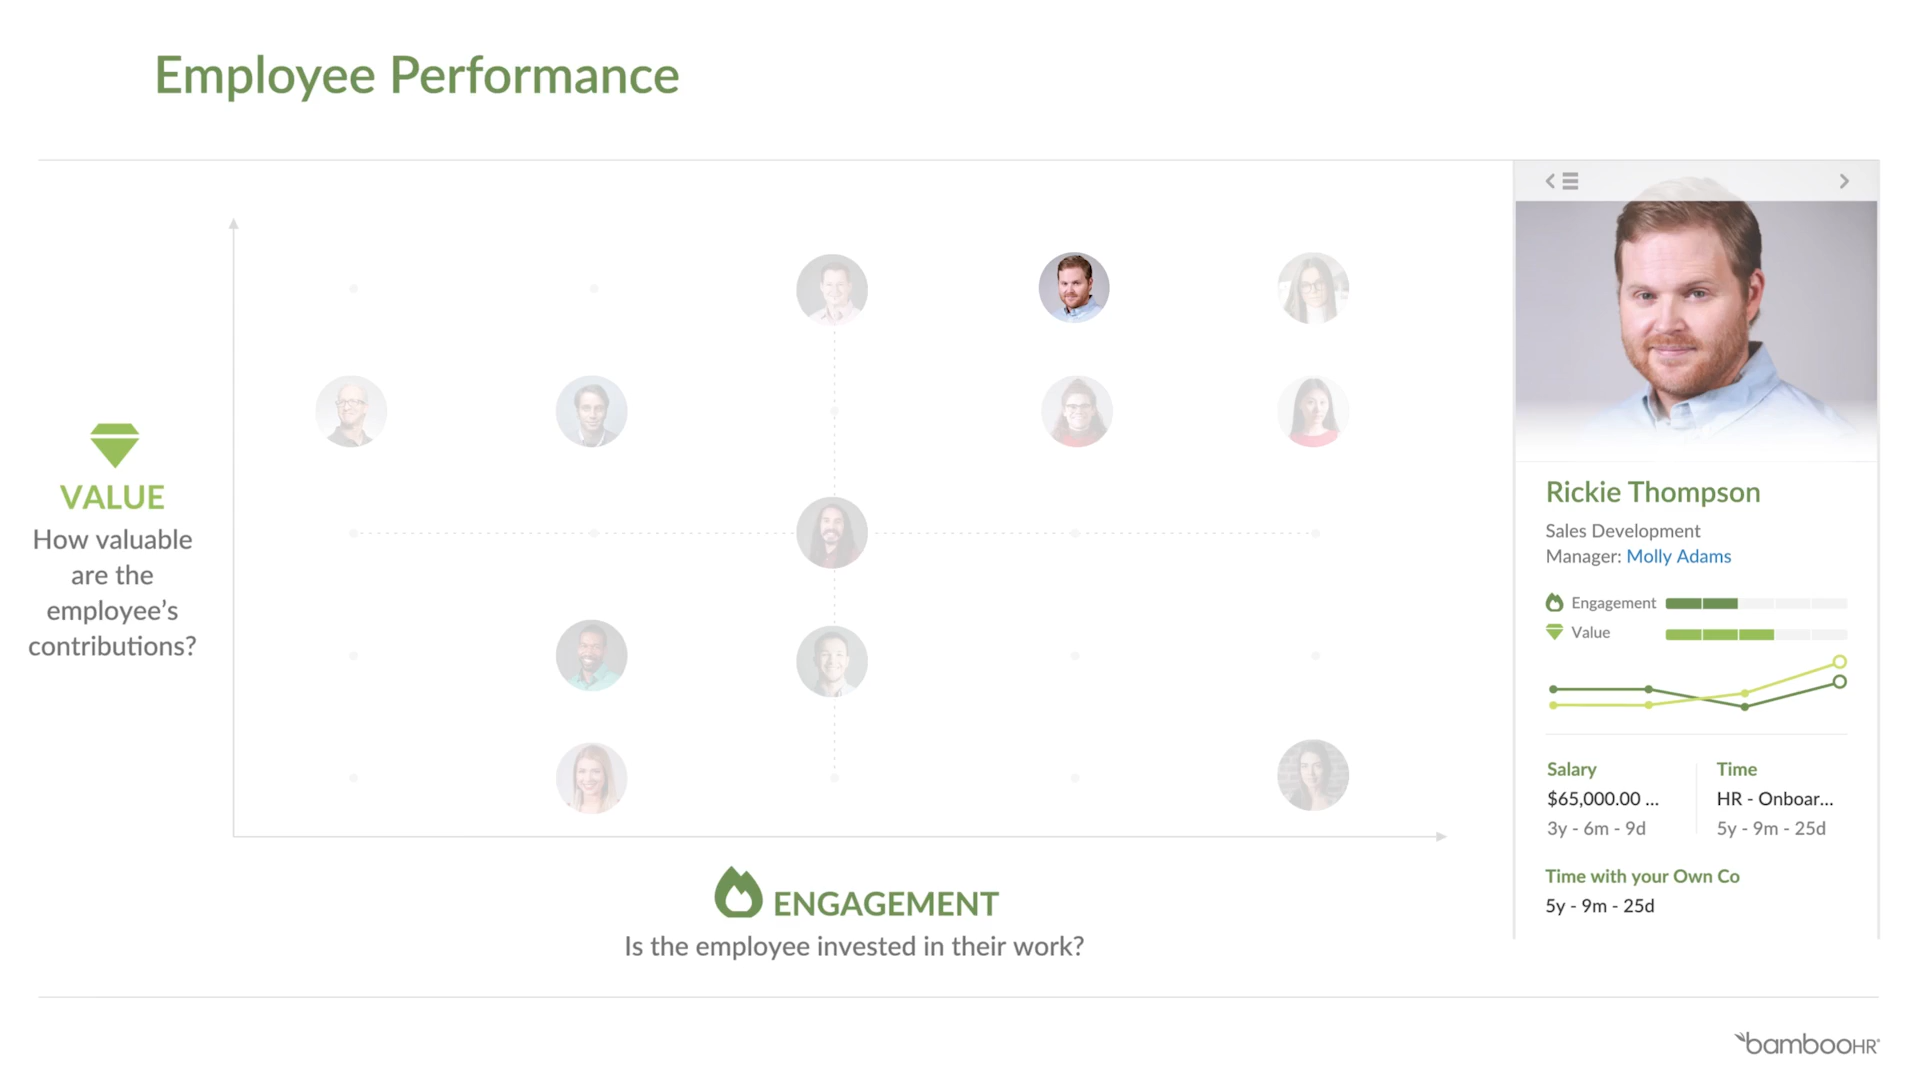 Employee Performance
VALUE
How valuable
are the
employee's
contributions?
ENGAGEMENT
Is the employee invested in their work?
Rickie Thompson
Sales Development
Manager: Molly Adams
Engagement
Value
Salary
$65,000.00 ...
3y - 6m - 9d
Time
HR - Onboar...
5y - 9m - 25d
Time with your Own Co
5y - 9m - 25d
bambooHR